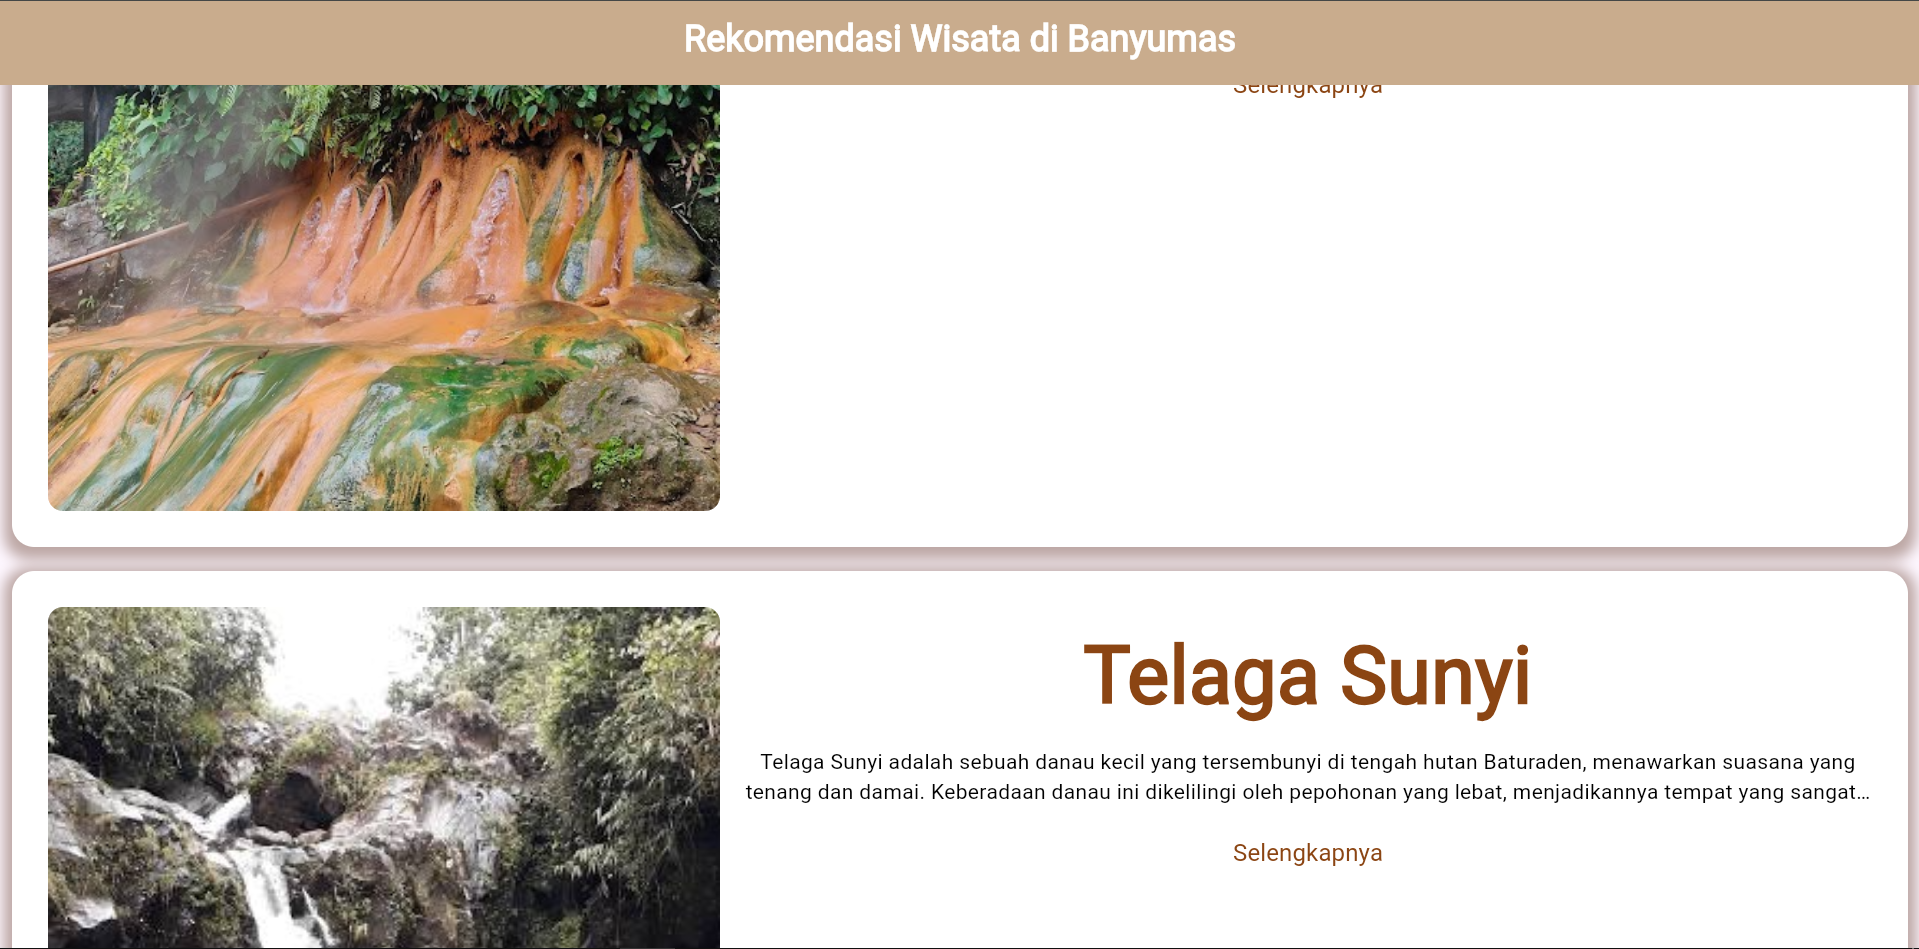 Rekomendasi Wisata di Banyumas
Selengkapnya
Telaga Sunyi
Telaga Sunyi adalah sebuah danau kecil yang tersembunyi di tengah hutan Baturaden, menawarkan suasana yang
tenang dan damai. Keberadaan danau ini dikelilingi oleh pepohonan yang lebat, menjadikannya tempat yang sangat…
Selengkapnya